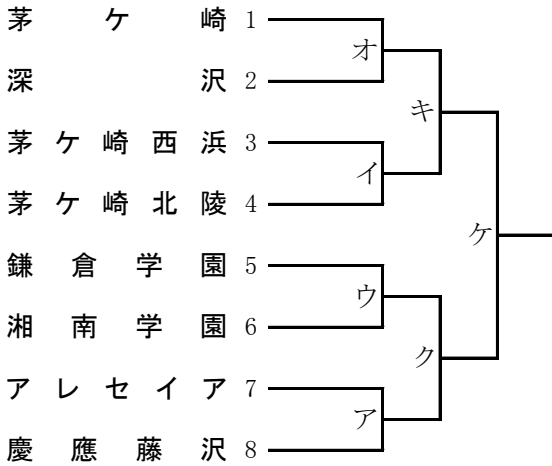 茅ケ崎 1
オ
深沢 2
キ
茅ケ崎西浜 3
イ
茅ケ崎北陵 4
ケ
鎌倉学園 5
ウ
湘南学園 6
ク
アレセイア 7
ア
慶應藤沢 8